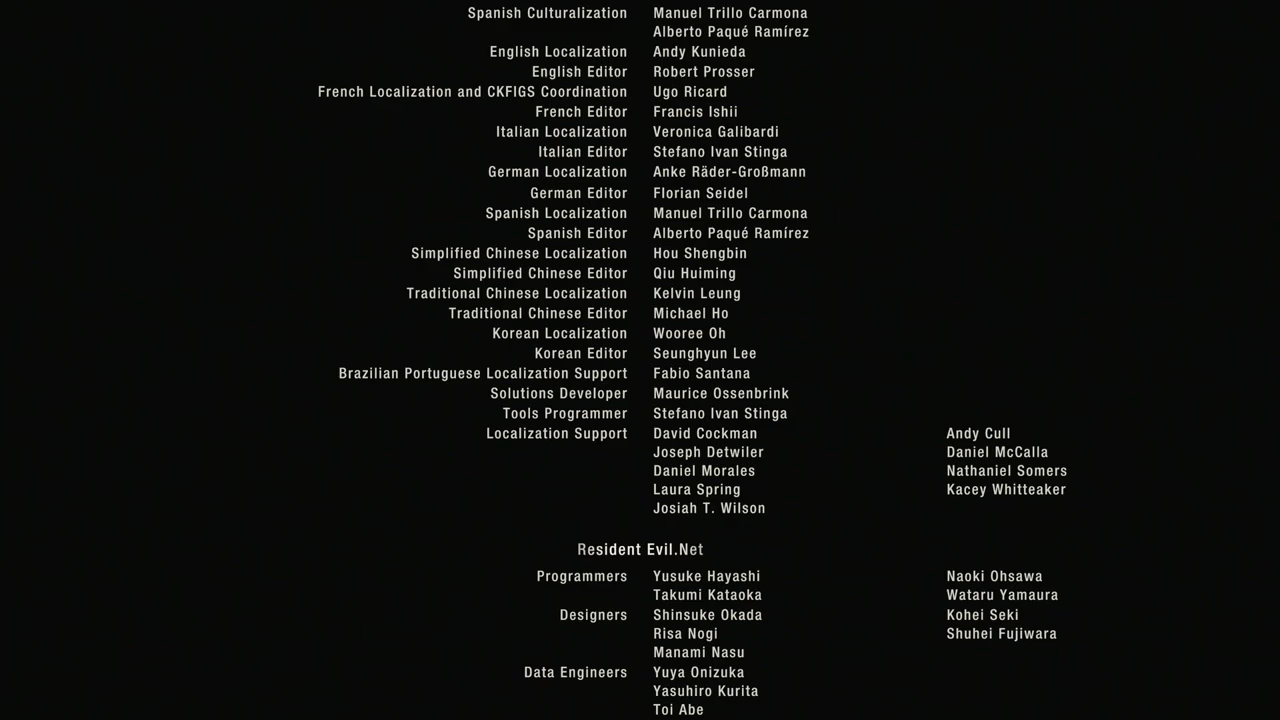 Spanish Culturalization Manuel Trillo Carmona
Alberto Paqué Ramírez
English Localization Andy Kunieda
English Editor Robert Prosser
French Localization and CKFIGS Coordination Ugo Ricard
French Editor Francis Ishii
Italian Localization Veronica Galibardi
Italian Editor Stefano Ivan Stinga
German Localization Anke Räder-Großmann
German Editor Florian Seidel
Spanish Localization Manuel Trillo Carmona
Spanish Editor Alberto Paqué Ramírez
Simplified Chinese Localization Hou Shengbin
Simplified Chinese Editor Qiu Huiming
Traditional Chinese Localization Kelvin Leung
Traditional Chinese Editor Michael Ho
Korean Localization Wooree Oh
Korean Editor Seunghyun Lee
Brazilian Portuguese Localization Support Fabio Santana
Solutions Developer Maurice Ossenbrink
Tools Programmer Stefano Ivan Stinga
Localization Support David Cockman Andy Cull
Joseph Detwiler Daniel McCalla
Daniel Morales Nathaniel Somers
Laura Spring Kacey Whitteaker
Josiah T. Wilson
Resident Evil.Net
Programmers Yusuke Hayashi Naoki Ohsawa
Takumi Kataoka Wataru Yamaura
Designers Shinsuke Okada Kohei Seki
Risa Nogi Shuhei Fujiwara
Manami Nasu
Data Engineers Yuya Onizuka
Yasuhiro Kurita
Toi Abe